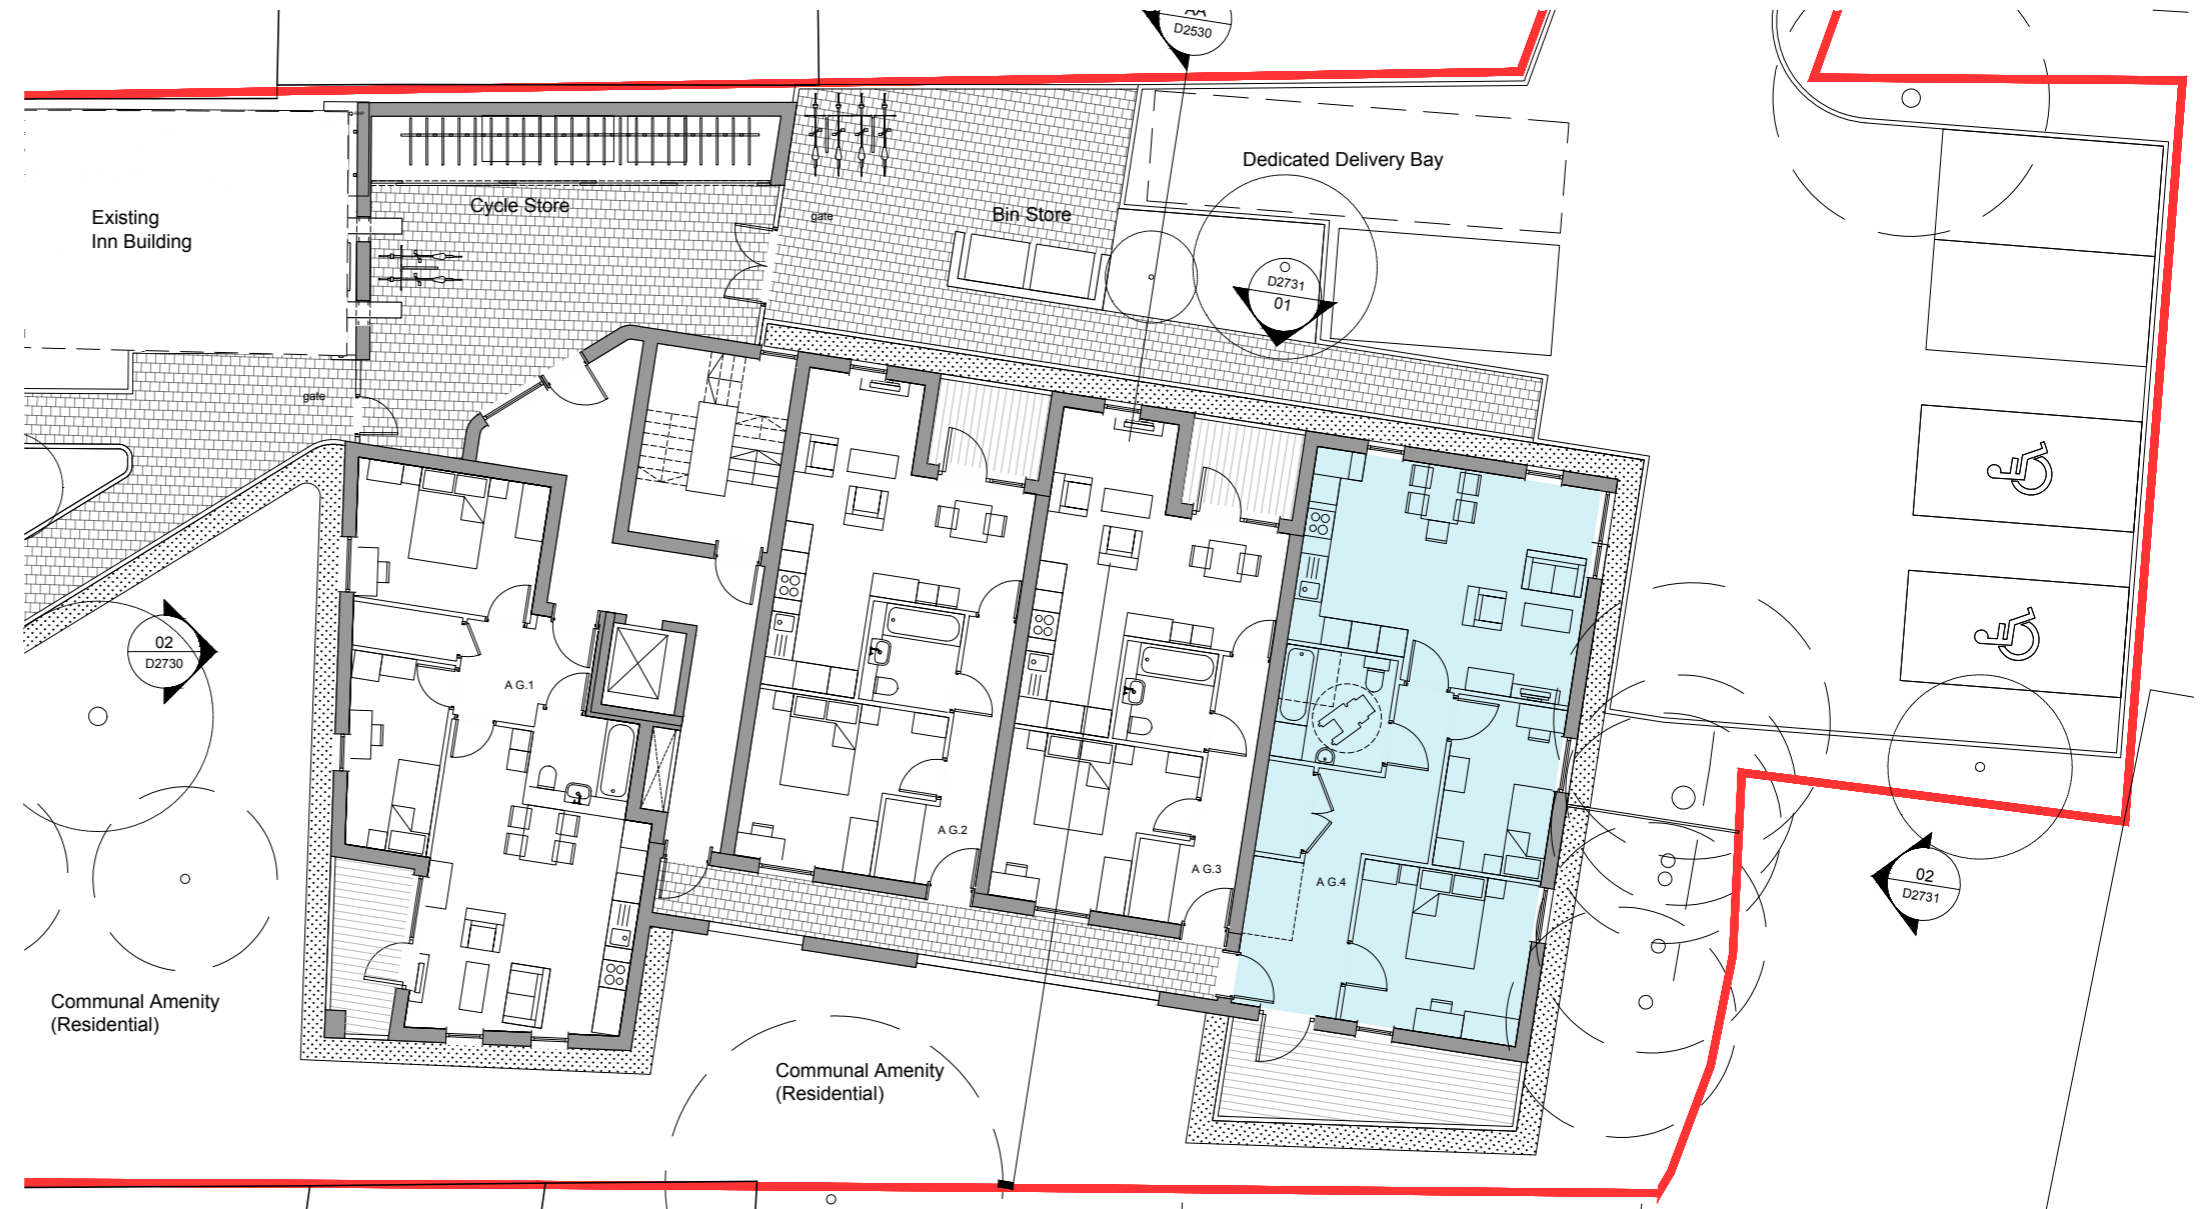 AA
D2530
Dedicated Delivery Bay
Existing
Inn Building
Cycle Store
gate
Bin Store
D2731
01
gate
02
D2730
A G.1
A G.2
A G.3
A G.4
02
D2731
Communal Amenity
(Residential)
Communal Amenity
(Residential)